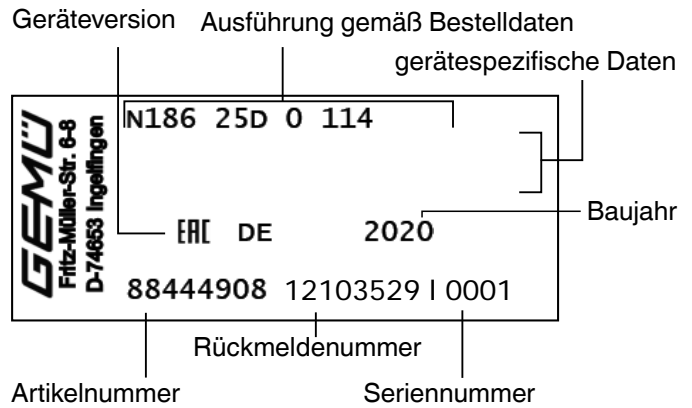 Geräteversion
Ausführung gemäß Bestelldaten
gerätespezifische Daten
GEMÜ
Fritz-Müller-Str. 6-8
D-74653 Ingelfingen
N186 25D 0 114
EAC DE 2020
Baujahr
88444908 12103529 I 0001
Rückmeldenummer
Artikelnummer
Seriennummer